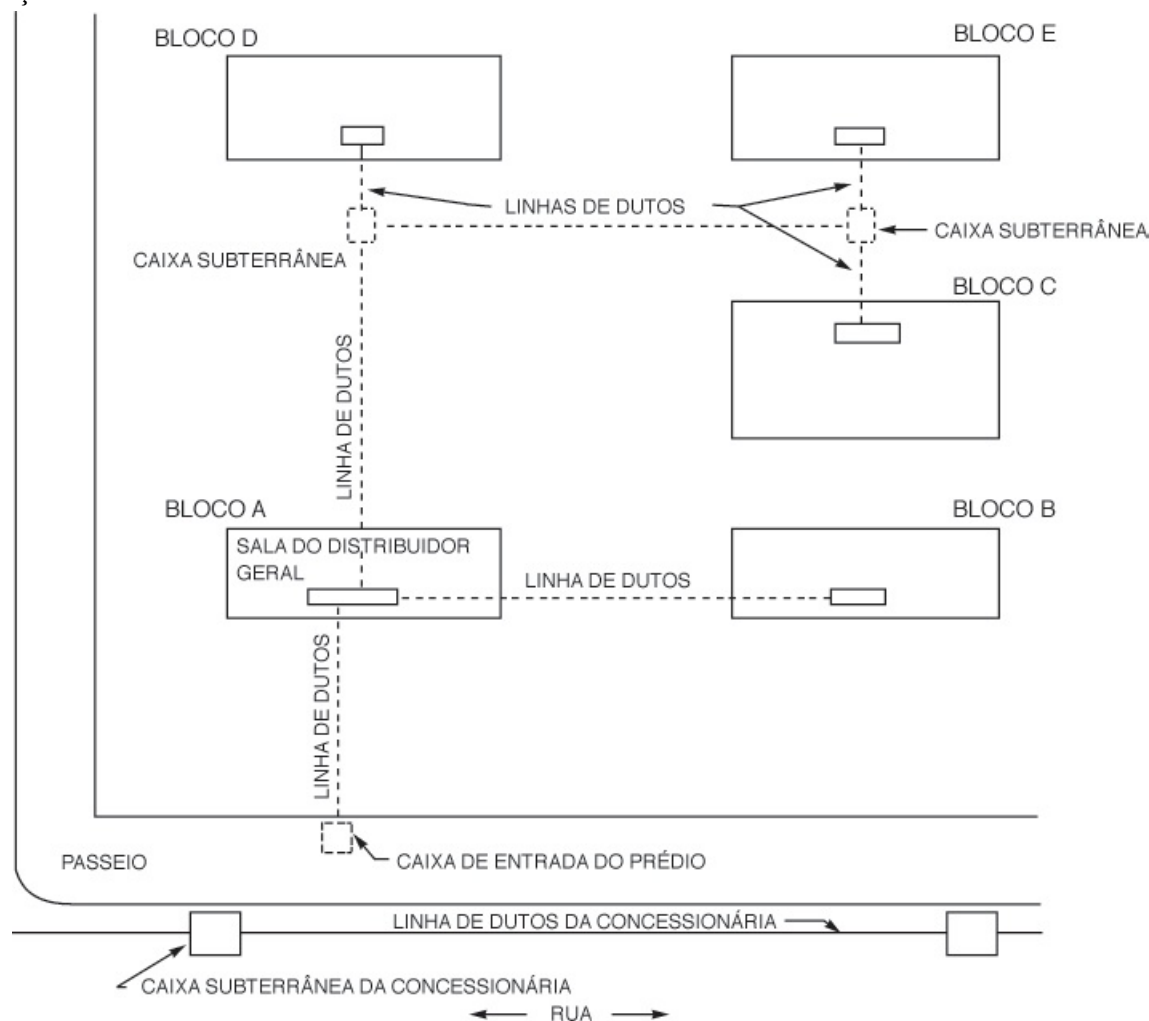 BLOCO D
BLOCO E
LINHAS DE DUTOS
CAIXA SUBTERRÂNEA
CAIXA SUBTERRÂNEA
BLOCO C
LINHA DE DUTOS
BLOCO A
BLOCO B
SALA DO DISTRIBUIDOR
GERAL
LINHA DE DUTOS
LINHA DE DUTOS
PASSEIO
CAIXA DE ENTRADA DO PRÉDIO
LINHA DE DUTOS DA CONCESSIONÁRIA
CAIXA SUBTERRÂNEA DA CONCESSIONÁRIA
RUA